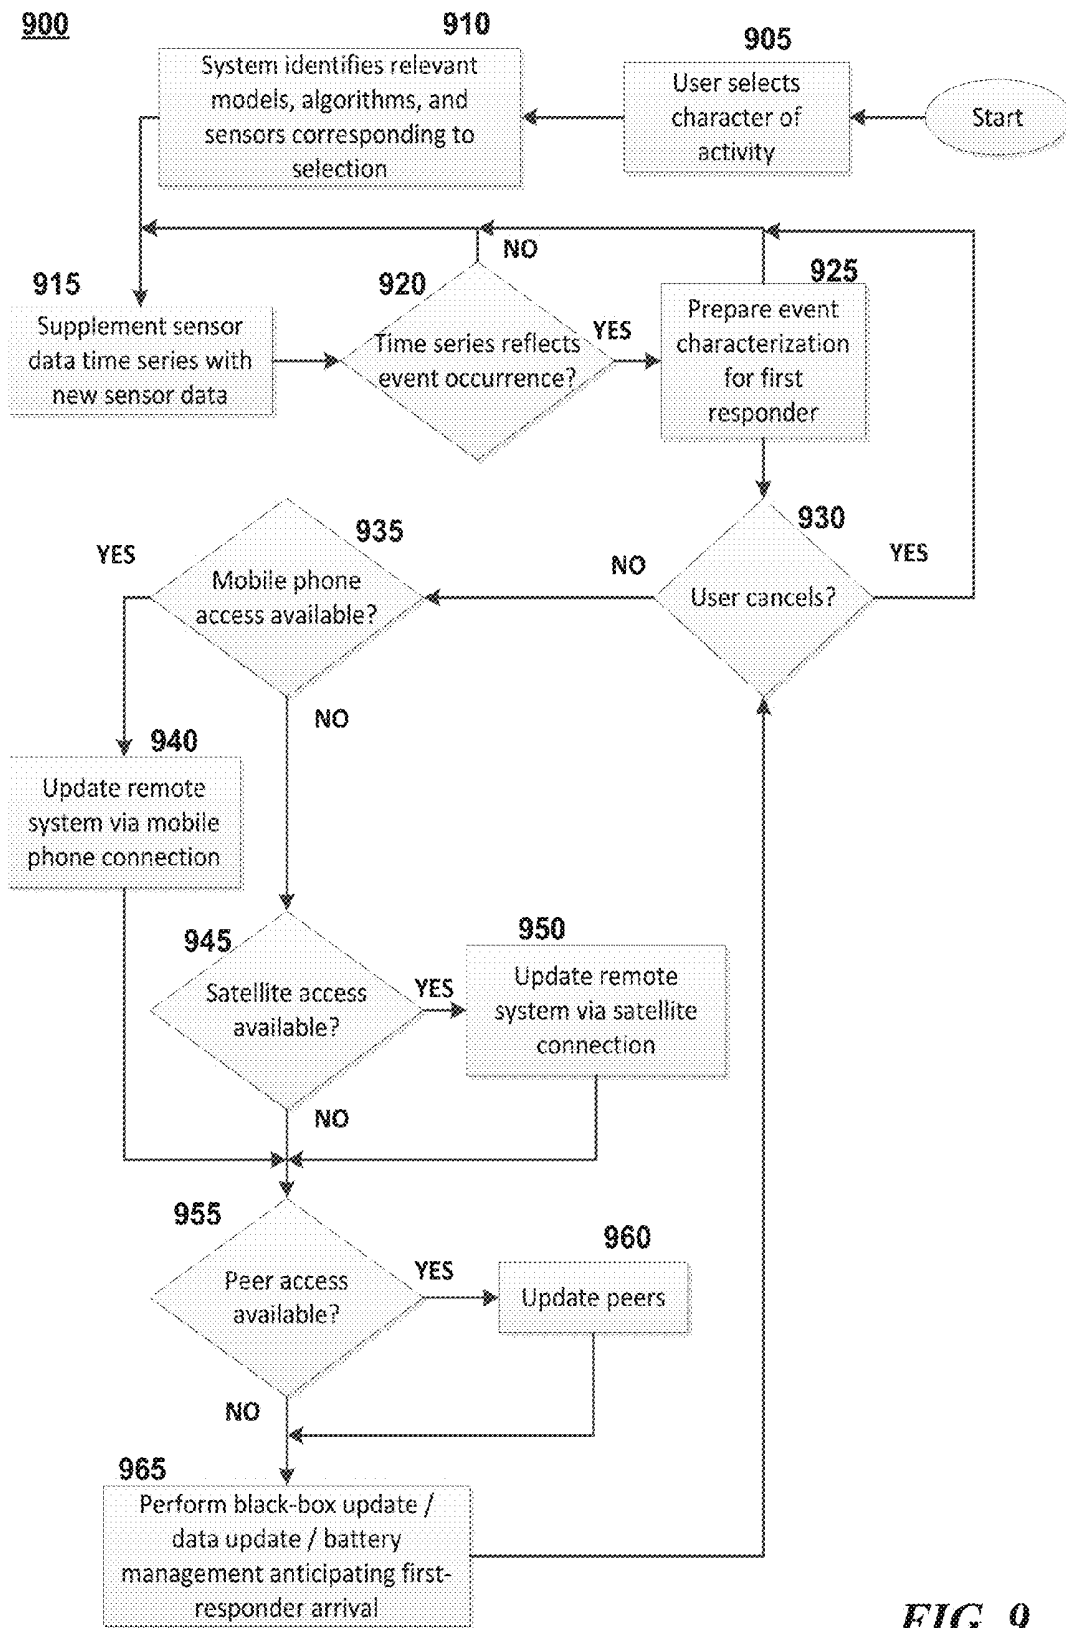 900
910
System identifies relevant
models, algorithms, and
sensors corresponding to
selection
905
User selects
character of
activity
Start
915
Supplement sensor
data time series with
new sensor data
920
Time series reflects
event occurrence?
NO
YES
925
Prepare event
characterization
for first
responder
930
User cancels?
YES
NO
935
Mobile phone
access available?
YES
NO
940
Update remote
system via mobile
phone connection
945
Satellite access
available?
YES
NO
950
Update remote
system via satellite
connection
955
Peer access
available?
YES
NO
960
Update peers
965
Perform black-box update /
data update / battery
management anticipating first-
responder arrival
FIG. 9